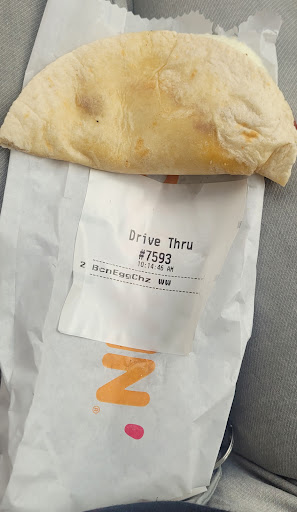 Drive Thru
#7593
10:14:46 AM
2 BcnEggChz WW
N'
®